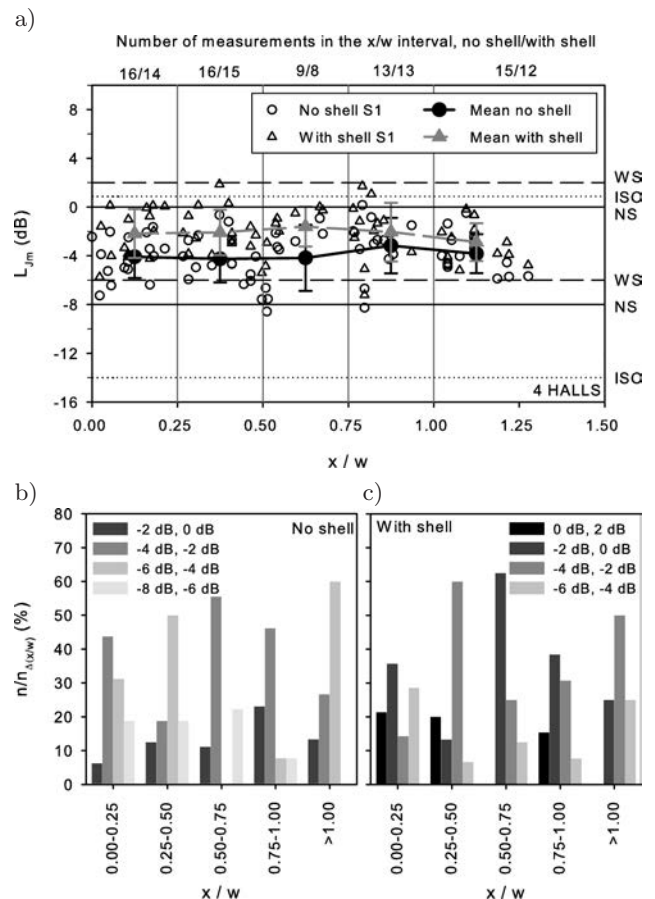 a)
Number of measurements in the x/w interval, no shell/with shell
16/14 16/15 9/8 13/13 15/12
No shell S1 Mean no shell
With shell S1 Mean with shell
8
4
0
-4
-8
-12
-16
L_Jm (dB)
WS
ISO
NS
WS
NS
ISO
4 HALLS
0.00 0.25 0.50 0.75 1.00 1.25 1.50
x / w
b) c)
80
70
60
50
40
30
20
10
0
n/n_Δ(x/w) (%)
-2 dB, 0 dB
-4 dB, -2 dB
-6 dB, -4 dB
-8 dB, -6 dB
No shell
0.00-0.25
0.25-0.50
0.50-0.75
0.75-1.00
>1.00
x / w
With shell
0 dB, 2 dB
-2 dB, 0 dB
-4 dB, -2 dB
-6 dB, -4 dB
0.00-0.25
0.25-0.50
0.50-0.75
0.75-1.00
>1.00
x / w